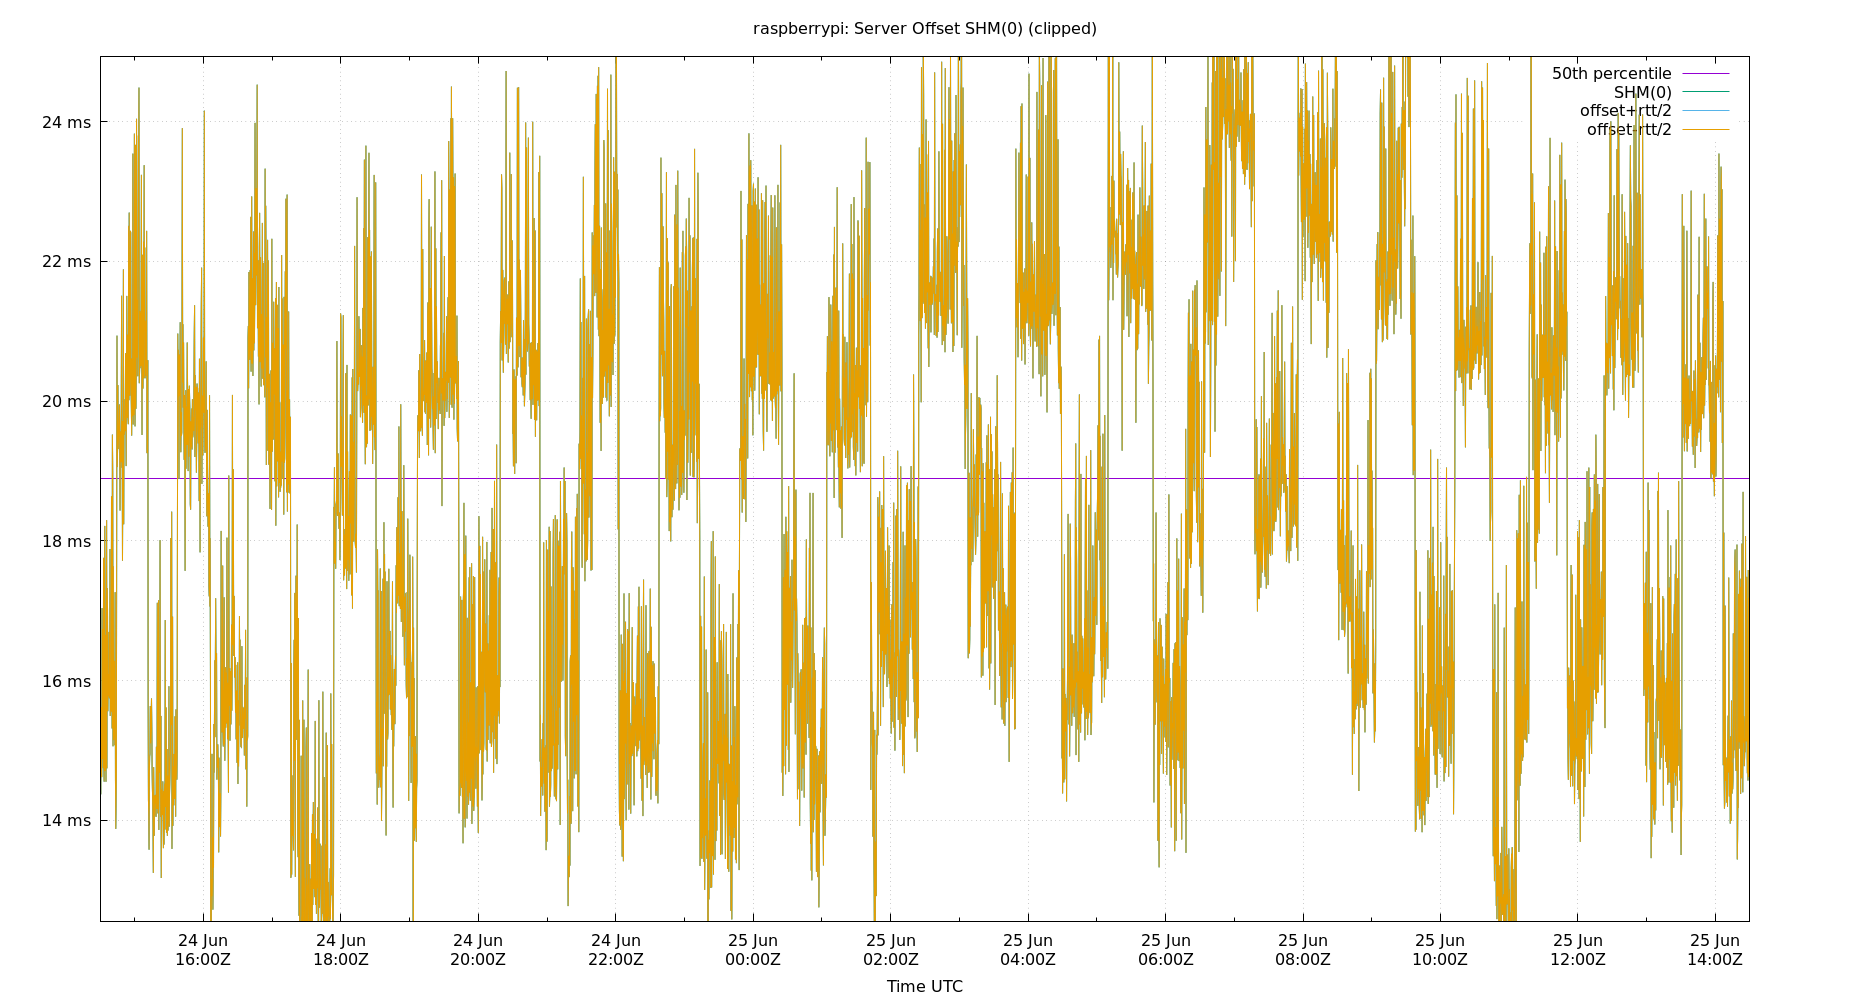 raspberrypi: Server Offset SHM(0) (clipped)
50th percentile
SHM(0)
offset+rtt/2
offset-rtt/2
24 ms
22 ms
20 ms
18 ms
16 ms
14 ms
24 Jun 24 Jun 24 Jun 24 Jun 25 Jun 25 Jun 25 Jun 25 Jun 25 Jun 25 Jun 25 Jun 25 Jun
16:00Z 18:00Z 20:00Z 22:00Z 00:00Z 02:00Z 04:00Z 06:00Z 08:00Z 10:00Z 12:00Z 14:00Z
Time UTC